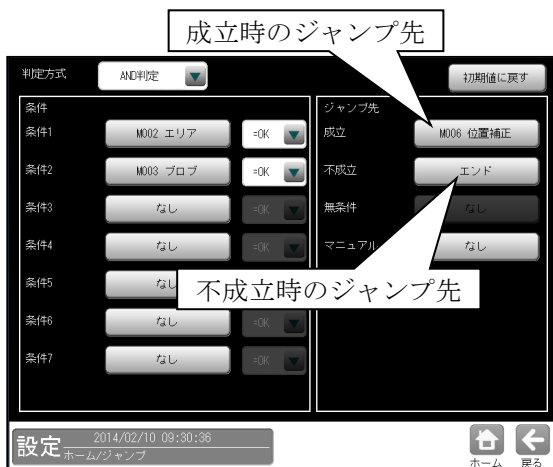 成立時のジャンプ先
判定方式 AND判定 初期値に戻す
条件 ジャンプ先
条件1 M002 エリア =OK 成立 M006 位置補正
条件2 M003 ブロブ =OK 不成立 エンド
条件3 なし =OK 無条件 なし
条件4 なし =OK マニュアル なし
条件5 なし
不成立時のジャンプ先
条件6 なし =OK
条件7 なし =OK
設定 2014/02/10 09:30:36
ホーム/ジャンプ
ホーム 戻る